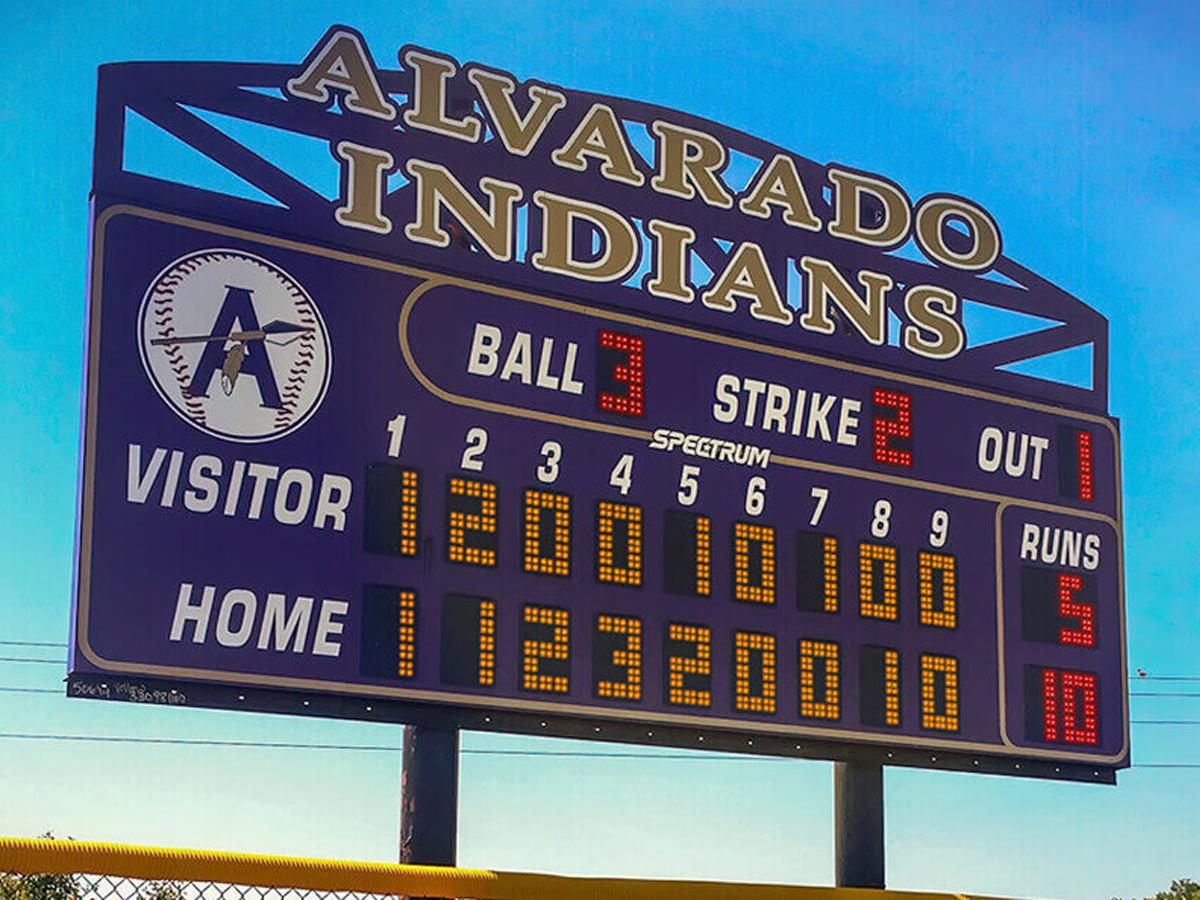 ALVARADO
INDIANS
A
BALL 3 STRIKE 2 OUT 1
SPECTRUM
1 2 3 4 5 6 7 8 9 RUNS
VISITOR 1 2 0 0 1 0 1 0 0 5
HOME 1 1 2 3 2 0 0 1 0 10